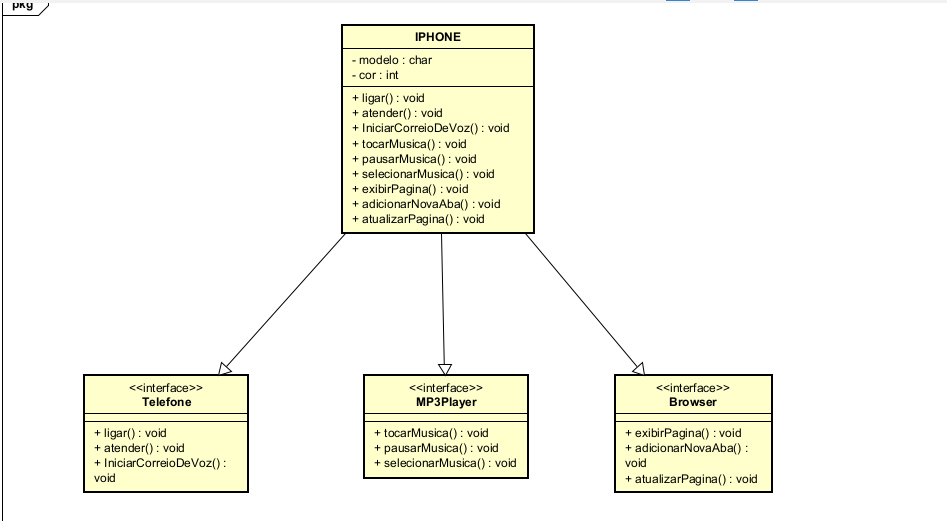 pkg
IPHONE
- modelo : char
- cor : int
+ ligar() : void
+ atender() : void
+ IniciarCorreioDeVoz() : void
+ tocarMusica() : void
+ pausarMusica() : void
+ selecionarMusica() : void
+ exibirPagina() : void
+ adicionarNovaAba() : void
+ atualizarPagina() : void
<<interface>>
Telefone
+ ligar() : void
+ atender() : void
+ IniciarCorreioDeVoz() :
void
<<interface>>
MP3Player
+ tocarMusica() : void
+ pausarMusica() : void
+ selecionarMusica() : void
<<interface>>
Browser
+ exibirPagina() : void
+ adicionarNovaAba() :
void
+ atualizarPagina() : void